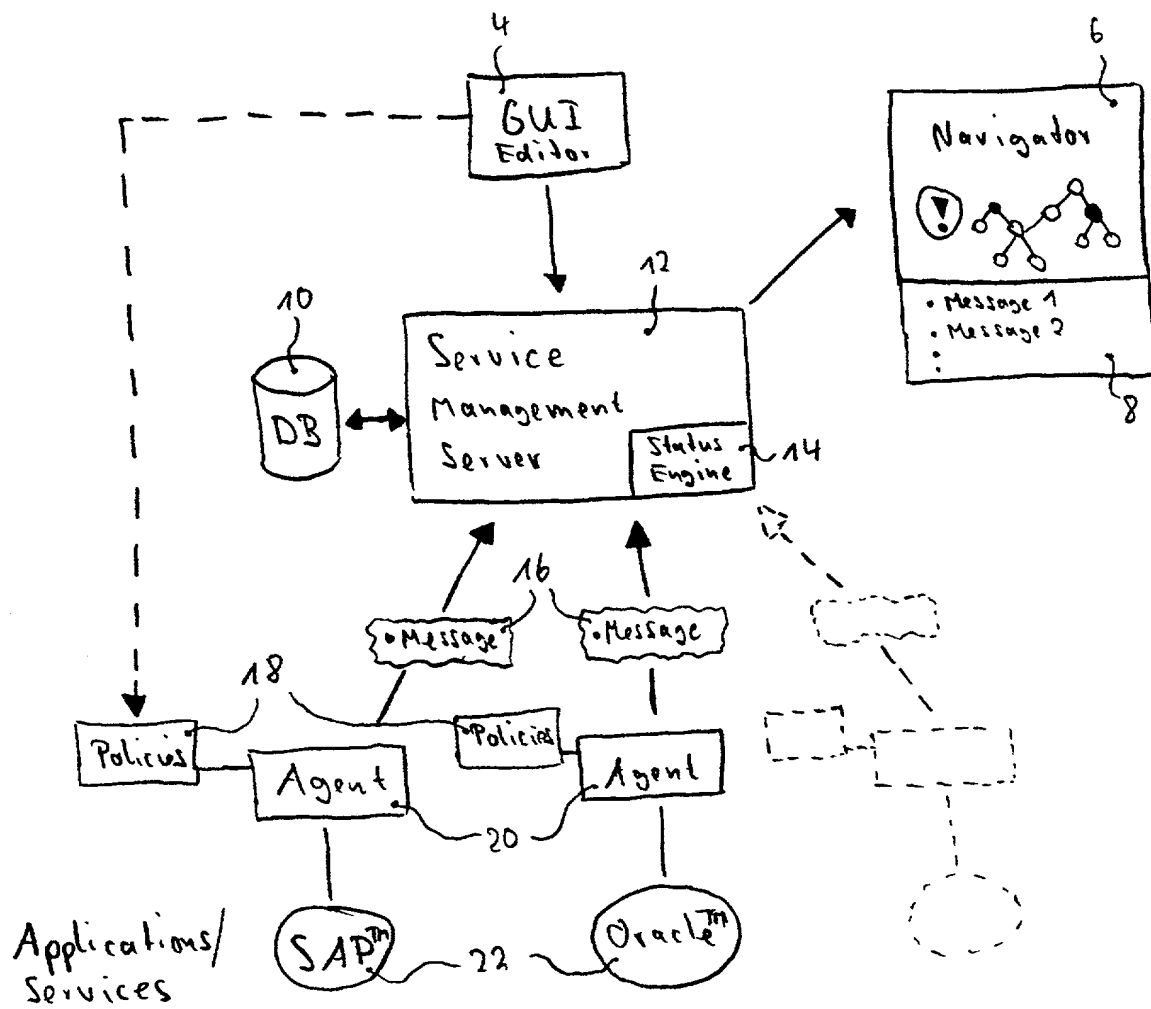 4
6
GUI
Editor
Navigator
!
• Message 1
• Message 2
8
10
DB
12
Service
Management
Server
Status
Engine
14
16
• Message
• Message
18
Policies
Policies
Agent
Agent
20
SAP™
Oracle™
22
Applications/
Services